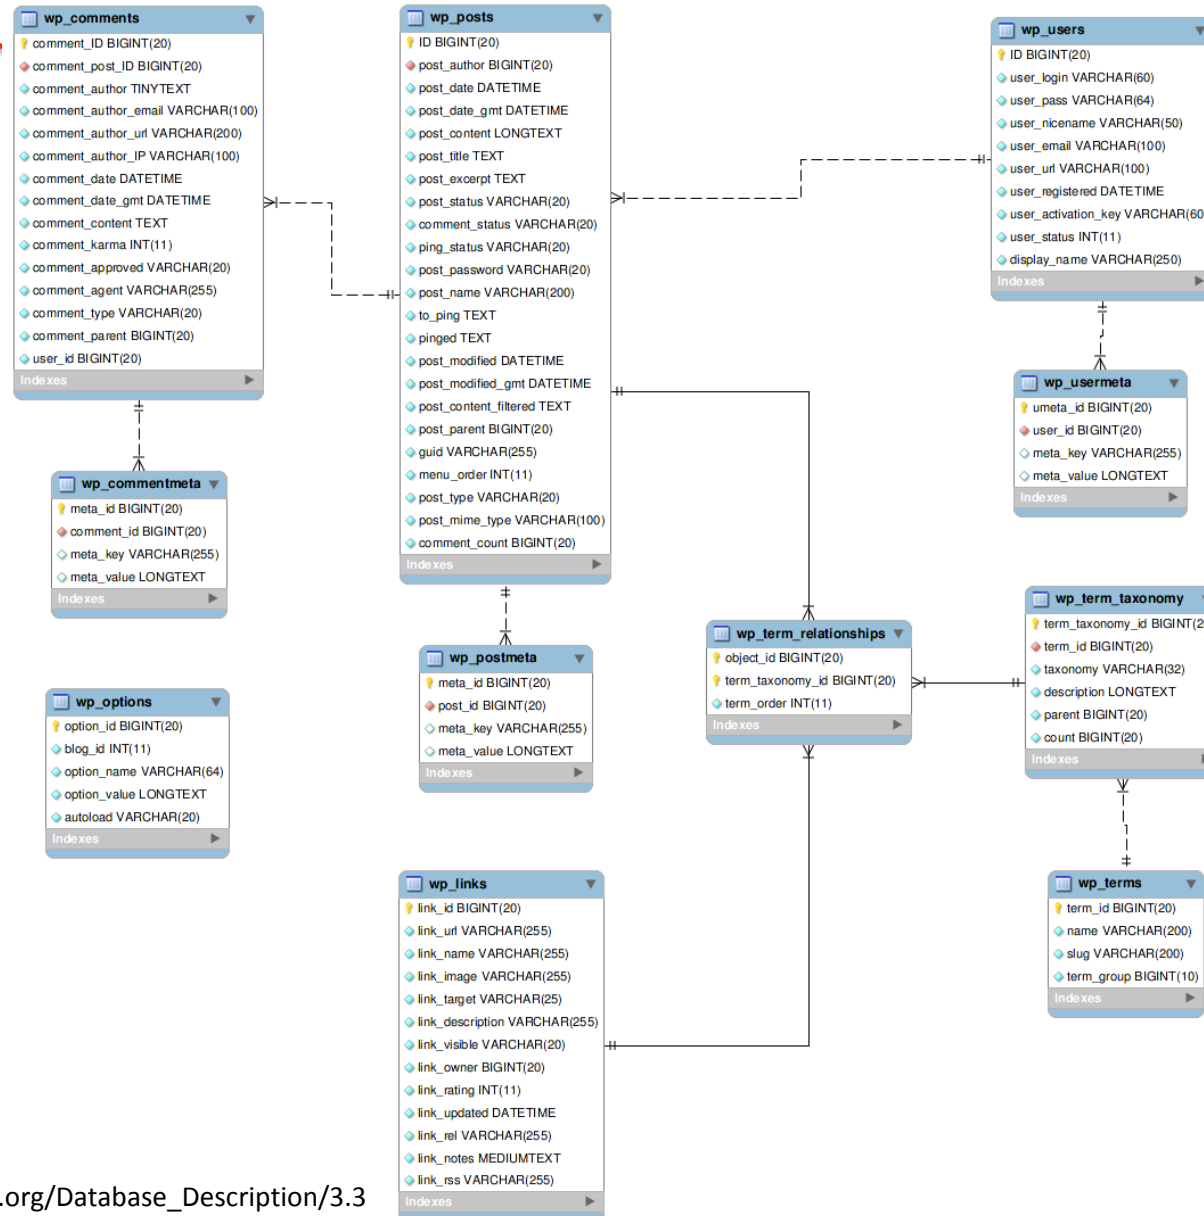 wp_comments
comment_ID BIGINT(20)
comment_post_ID BIGINT(20)
comment_author TINYTEXT
comment_author_email VARCHAR(100)
comment_author_url VARCHAR(200)
comment_author_IP VARCHAR(100)
comment_date DATETIME
comment_date_gmt DATETIME
comment_content TEXT
comment_karma INT(11)
comment_approved VARCHAR(20)
comment_agent VARCHAR(255)
comment_type VARCHAR(20)
comment_parent BIGINT(20)
user_id BIGINT(20)
Indexes
wp_posts
ID BIGINT(20)
post_author BIGINT(20)
post_date DATETIME
post_date_gmt DATETIME
post_content LONGTEXT
post_title TEXT
post_excerpt TEXT
post_status VARCHAR(20)
comment_status VARCHAR(20)
ping_status VARCHAR(20)
post_password VARCHAR(20)
post_name VARCHAR(200)
to_ping TEXT
pinged TEXT
post_modified DATETIME
post_modified_gmt DATETIME
post_content_filtered TEXT
post_parent BIGINT(20)
guid VARCHAR(255)
menu_order INT(11)
post_type VARCHAR(20)
post_mime_type VARCHAR(100)
comment_count BIGINT(20)
Indexes
wp_users
ID BIGINT(20)
user_login VARCHAR(60)
user_pass VARCHAR(64)
user_nicename VARCHAR(50)
user_email VARCHAR(100)
user_url VARCHAR(100)
user_registered DATETIME
user_activation_key VARCHAR(60
user_status INT(11)
display_name VARCHAR(250)
Indexes
wp_usermeta
umeta_id BIGINT(20)
user_id BIGINT(20)
meta_key VARCHAR(255)
meta_value LONGTEXT
Indexes
wp_commentmeta
meta_id BIGINT(20)
comment_id BIGINT(20)
meta_key VARCHAR(255)
meta_value LONGTEXT
Indexes
wp_postmeta
meta_id BIGINT(20)
post_id BIGINT(20)
meta_key VARCHAR(255)
meta_value LONGTEXT
Indexes
wp_term_relationships
object_id BIGINT(20)
term_taxonomy_id BIGINT(20)
term_order INT(11)
Indexes
wp_term_taxonomy
term_taxonomy_id BIGINT(2
term_id BIGINT(20)
taxonomy VARCHAR(32)
description LONGTEXT
parent BIGINT(20)
count BIGINT(20)
Indexes
wp_options
option_id BIGINT(20)
blog_id INT(11)
option_name VARCHAR(64)
option_value LONGTEXT
autoload VARCHAR(20)
Indexes
wp_links
link_id BIGINT(20)
link_url VARCHAR(255)
link_name VARCHAR(255)
link_image VARCHAR(255)
link_target VARCHAR(25)
link_description VARCHAR(255)
link_visible VARCHAR(20)
link_owner BIGINT(20)
link_rating INT(11)
link_updated DATETIME
link_rel VARCHAR(255)
link_notes MEDIUMTEXT
link_rss VARCHAR(255)
Indexes
wp_terms
term_id BIGINT(20)
name VARCHAR(200)
slug VARCHAR(200)
term_group BIGINT(10)
Indexes
.org/Database_Description/3.3